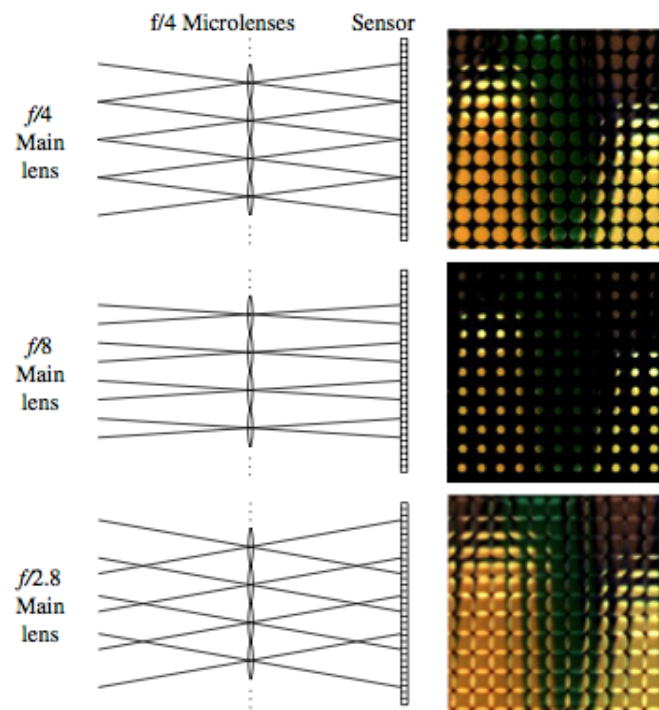 f/4 Microlenses
Sensor
f/4
Main
lens
f/8
Main
lens
f/2.8
Main
lens